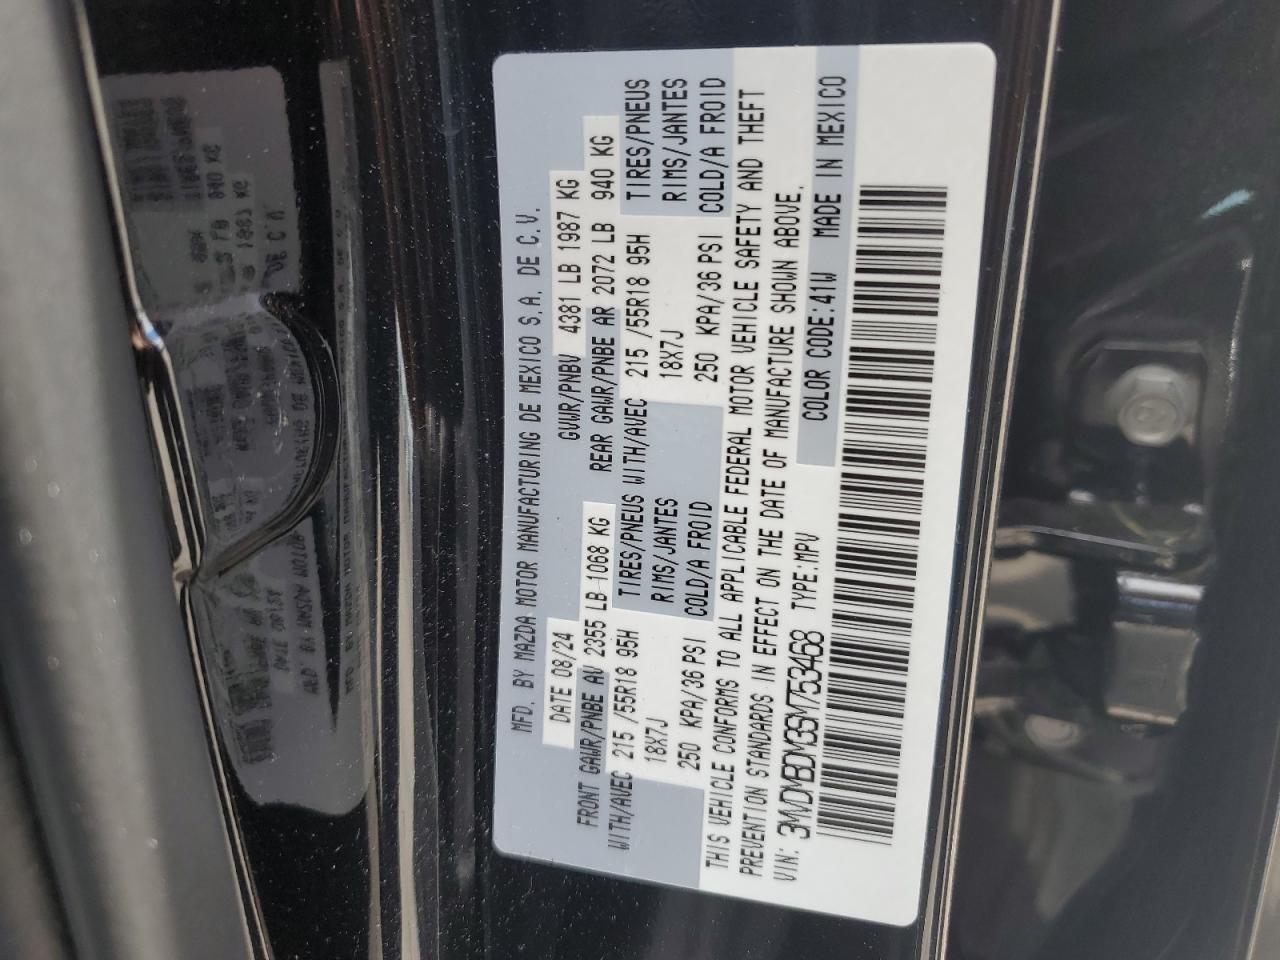 MFD. BY MAZDA MOTOR MANUFACTURING DE MEXICO S.A. DE C.V.
DATE 08/24 GVWR/PNBV 4381 LB 1987 KG
FRONT GAWR/PNBE AV 2355 LB 1068 KG REAR GAWR/PNBE AR 2072 LB 940 KG
WITH/AVEC 215 /55R18 95H TIRES/PNEUS WITH/AVEC 215 /55R18 95H TIRES/PNEUS
18X7J RIMS/JANTES 18X7J RIMS/JANTES
250 KPA/36 PSI COLD/A FROID 250 KPA/36 PSI COLD/A FROID
THIS VEHICLE CONFORMS TO ALL APPLICABLE FEDERAL MOTOR VEHICLE SAFETY AND THEFT
PREVENTION STANDARDS IN EFFECT ON THE DATE OF MANUFACTURE SHOWN ABOVE.
VIN: 3MVDMBDM3SM753468 TYPE:MPV COLOR CODE:41W MADE IN MEXICO